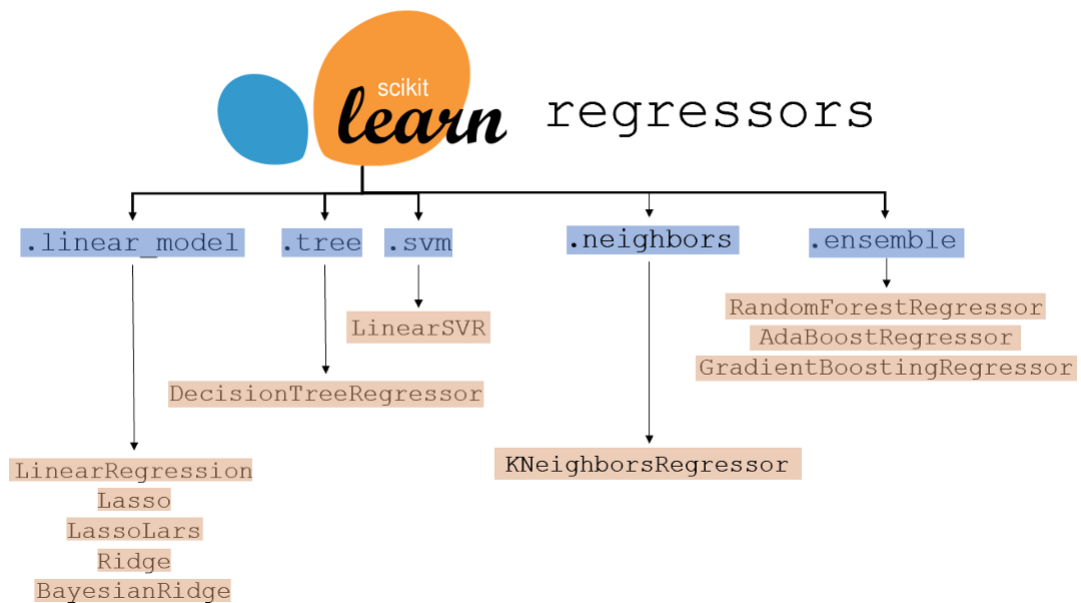 scikit
learn regressors
.linear_model .tree .svm .neighbors .ensemble
RandomForestRegressor
LinearSVR
AdaBoostRegressor
GradientBoostingRegressor
DecisionTreeRegressor
KNeighborsRegressor
LinearRegression
Lasso
LassoLars
Ridge
BayesianRidge